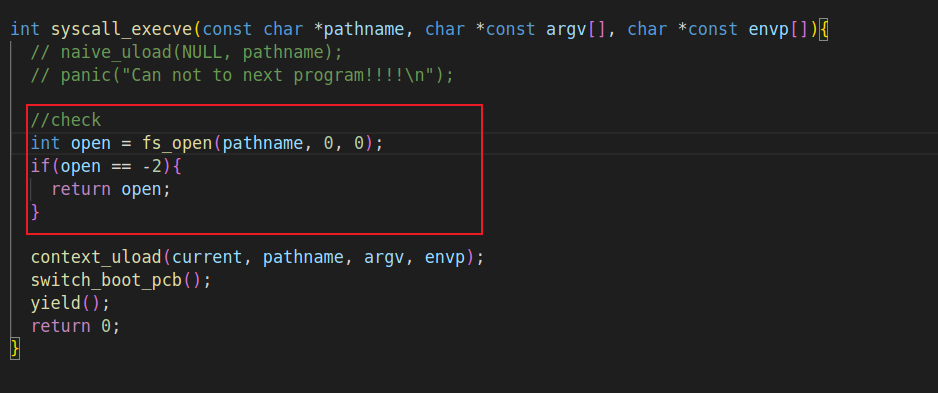 int syscall_execve(const char *pathname, char *const argv[], char *const envp[]){
// naive_uload(NULL, pathname);
// panic("Can not to next program!!!!\n");
//check
int open = fs_open(pathname, 0, 0);
if(open == -2){
return open;
}
context_uload(current, pathname, argv, envp);
switch_boot_pcb();
yield();
return 0;
}